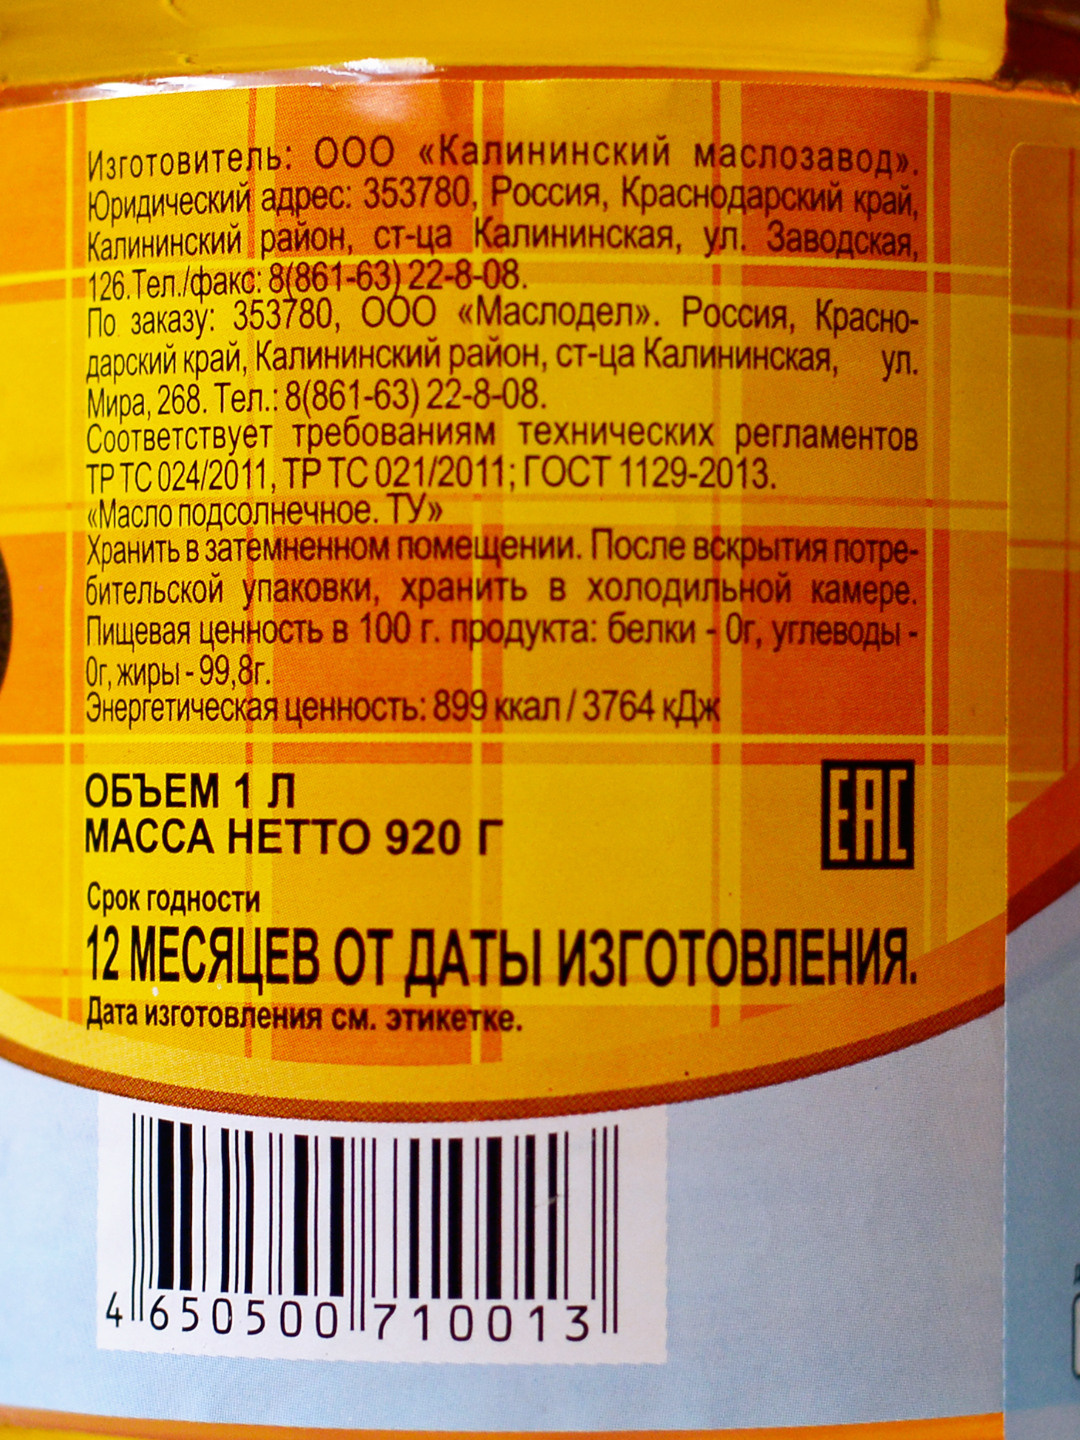 Изготовитель: ООО «Калининский маслозавод».
Юридический адрес: 353780, Россия, Краснодарский край,
Калининский район, ст-ца Калининская, ул. Заводская,
126.Тел./факс: 8(861-63) 22-8-08.
По заказу: 353780, ООО «Маслодел». Россия, Красно-
дарский край, Калининский район, ст-ца Калининская, ул.
Мира, 268. Тел.: 8(861-63) 22-8-08.
Соответствует требованиям технических регламентов
ТР ТС 024/2011, ТР ТС 021/2011; ГОСТ 1129-2013.
«Масло подсолнечное. ТУ»
Хранить в затемненном помещении. После вскрытия потре-
бительской упаковки, хранить в холодильной камере.
Пищевая ценность в 100 г. продукта: белки - 0г, углеводы -
0г, жиры - 99,8г.
Энергетическая ценность: 899 ккал / 3764 кДж
ОБЪЕМ 1 Л
МАССА НЕТТО 920 Г
EAC
Срок годности
12 МЕСЯЦЕВ ОТ ДАТЫ ИЗГОТОВЛЕНИЯ.
Дата изготовления см. этикетке.
4 650500 710013